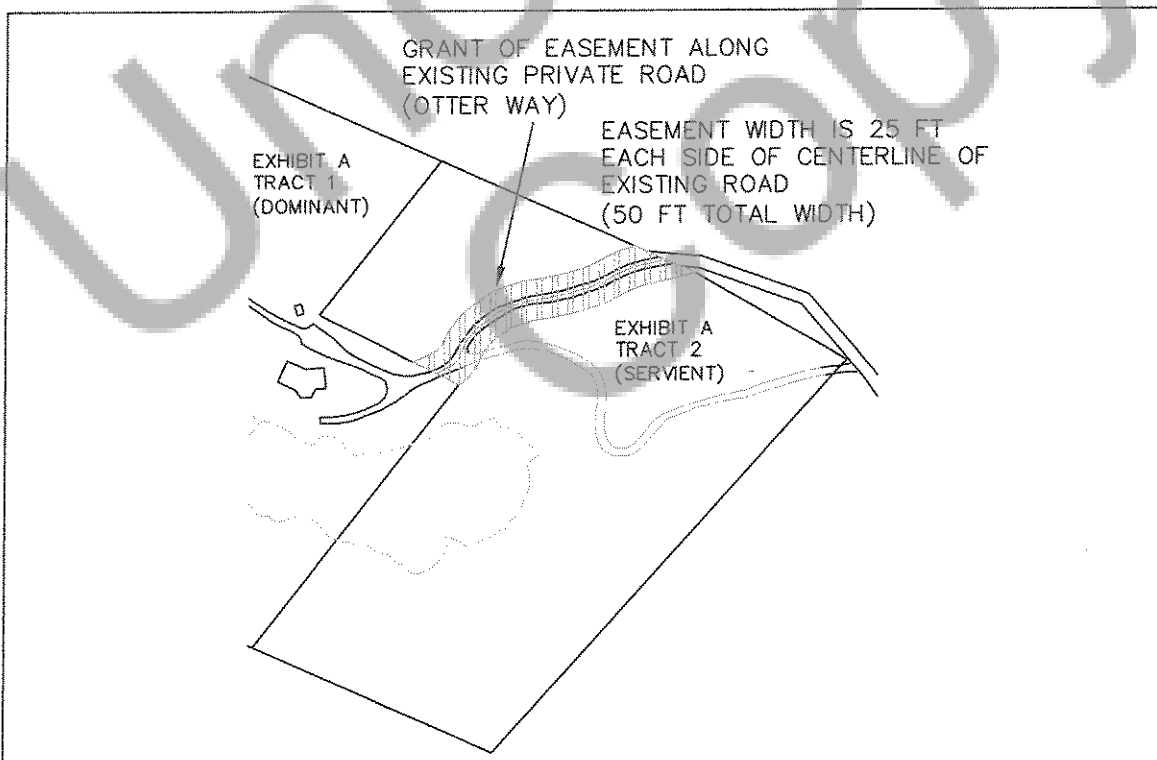 GRANT OF EASEMENT ALONG
EXISTING PRIVATE ROAD
(OTTER WAY)
EASEMENT WIDTH IS 25 FT
EACH SIDE OF CENTERLINE OF
EXISTING ROAD
(50 FT TOTAL WIDTH)
EXHIBIT A
TRACT 1
(DOMINANT)
EXHIBIT A
TRACT 2
(SERVIENT)